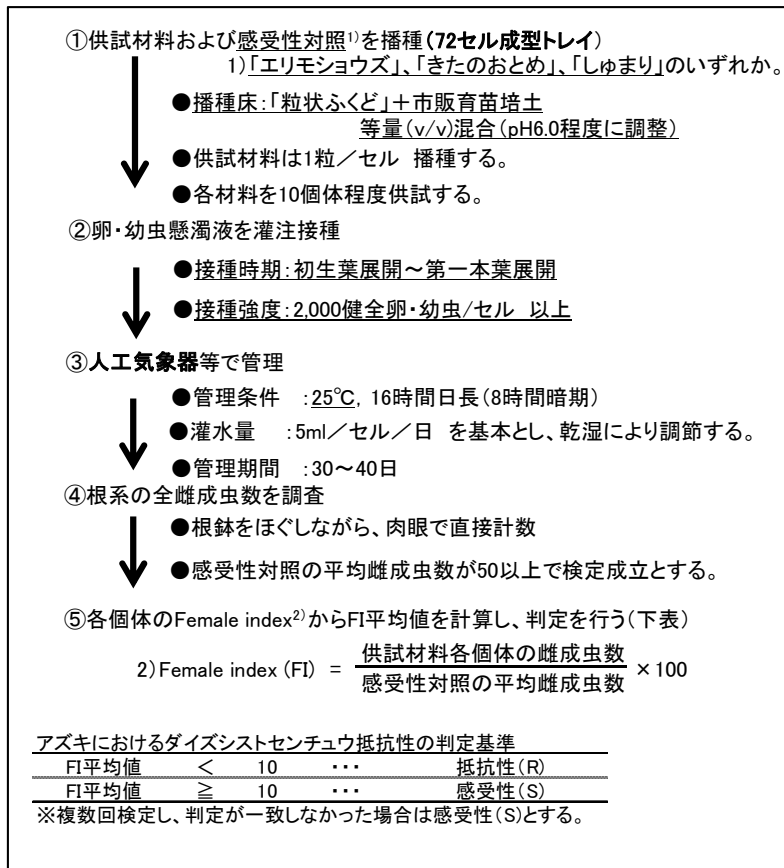 ①供試材料および感受性対照1)を播種(72セル成型トレイ)
1)「エリモショウズ」、「きたのおとめ」、「しゅまり」のいずれか。
●播種床:「粒状ふくど」+市販育苗培土
等量(v/v)混合(pH6.0程度に調整)
●供試材料は1粒/セル 播種する。
●各材料を10個体程度供試する。
②卵・幼虫懸濁液を灌注接種
●接種時期:初生葉展開～第一本葉展開
●接種強度:2,000健全卵・幼虫/セル 以上
③人工気象器等で管理
●管理条件 :25℃, 16時間日長(8時間暗期)
●灌水量 :5ml/セル/日 を基本とし、乾湿により調節する。
●管理期間 :30～40日
④根系の全雌成虫数を調査
●根鉢をほぐしながら、肉眼で直接計数
●感受性対照の平均雌成虫数が50以上で検定成立とする。
⑤各個体のFemale index2)からFI平均値を計算し、判定を行う(下表)
供試材料各個体の雌成虫数
2)Female index (FI) = × 100
感受性対照の平均雌成虫数
アズキにおけるダイズシストセンチュウ抵抗性の判定基準
FI平均値 < 10 ・・・ 抵抗性(R)
FI平均値 ≧ 10 ・・・ 感受性(S)
※複数回検定し、判定が一致しなかった場合は感受性(S)とする。